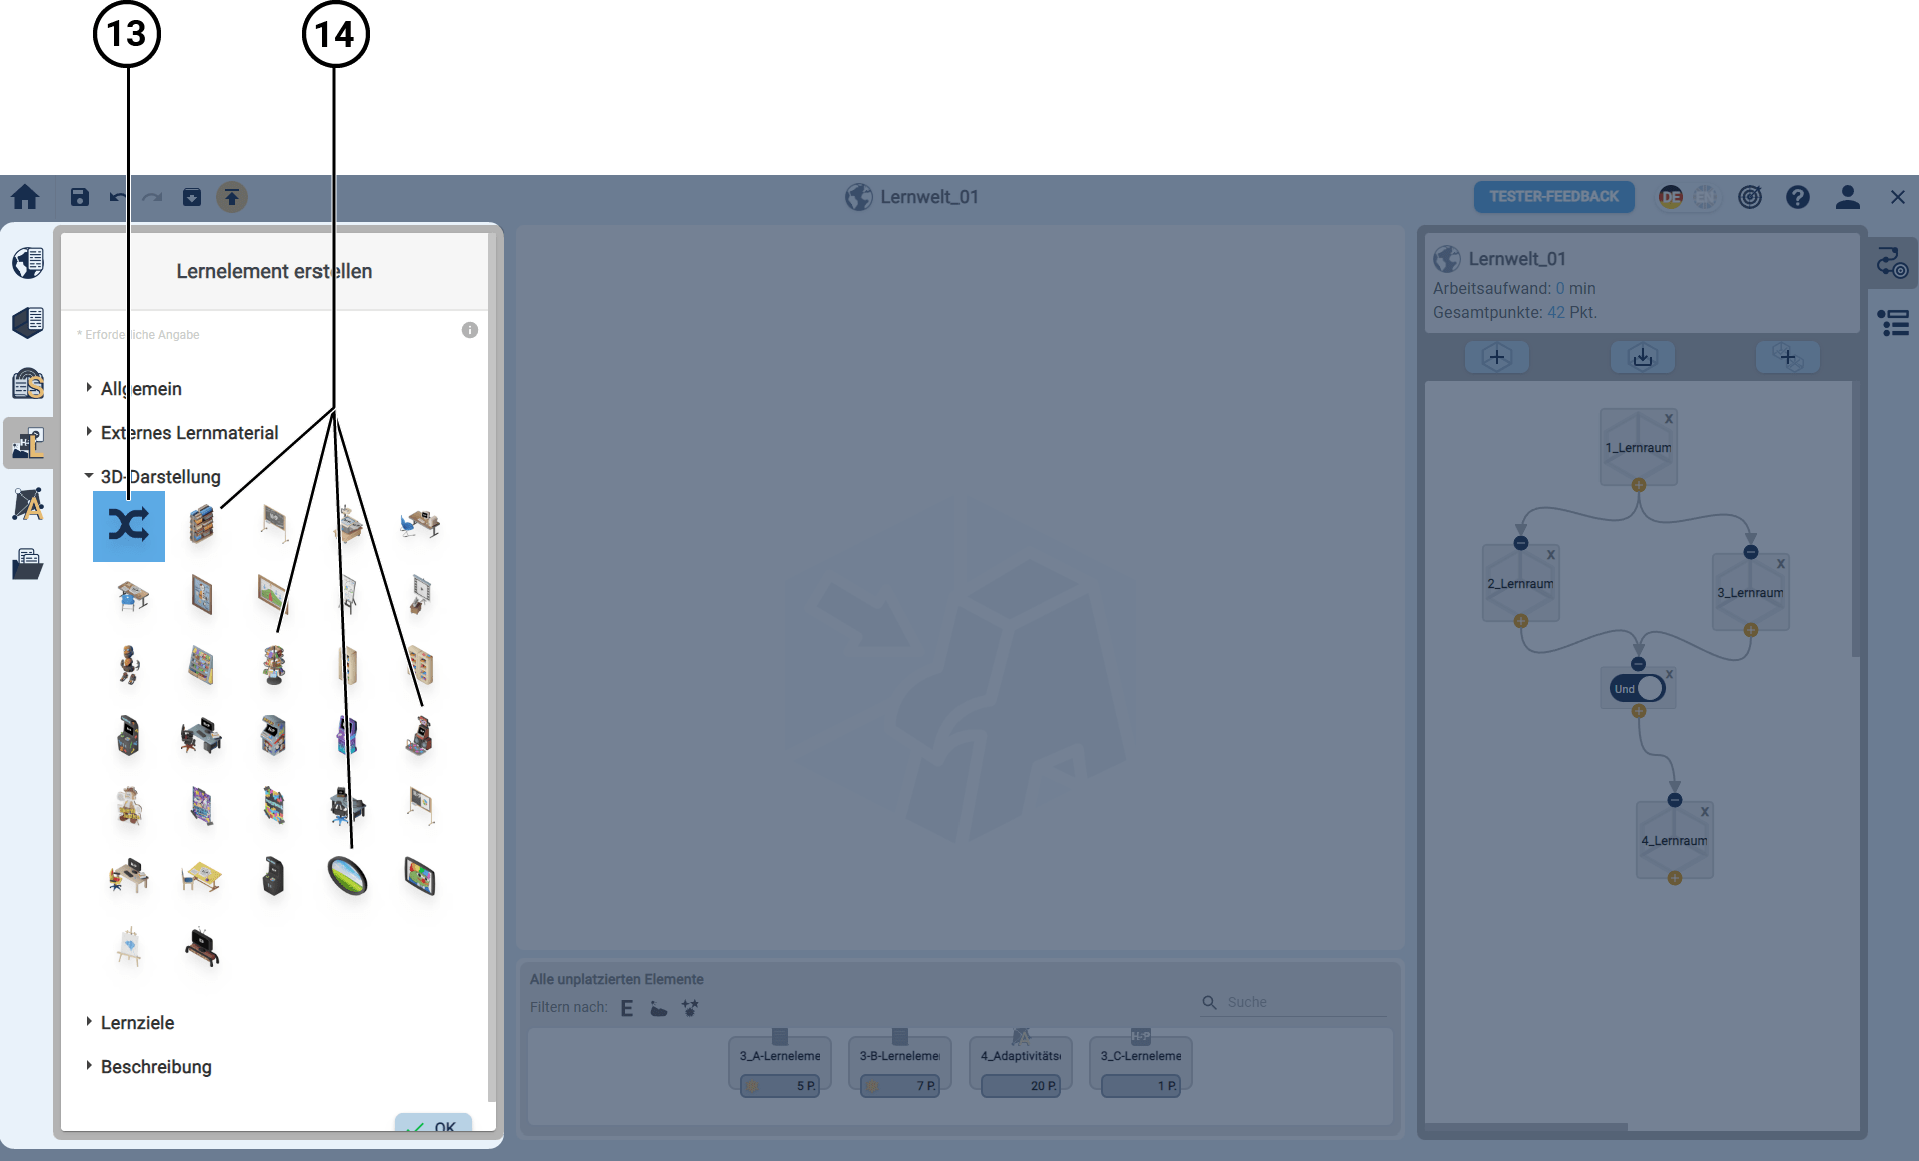 13
14
Lernwelt_01
TESTER-FEEDBACK
DE
EN
Lernelement erstellen
* Erforderliche Angabe
Allgemein
Externes Lernmaterial
3D-Darstellung
Lernziele
Beschreibung
OK
S
L
A
Alle unplatzierten Elemente
Filtern nach:
E
Suche
3_A-Lerneleme
5 P.
3-B-Lerneleme
7 P.
4_Adaptivitäts
20 P.
H-P
3_C-Lerneleme
1 P.
Lernwelt_01
Arbeitsaufwand: 0 min
Gesamtpunkte: 42 Pkt.
1_Lernraum
X
2_Lernraum
X
3_Lernraum
X
Und
X
4_Lernraum
X